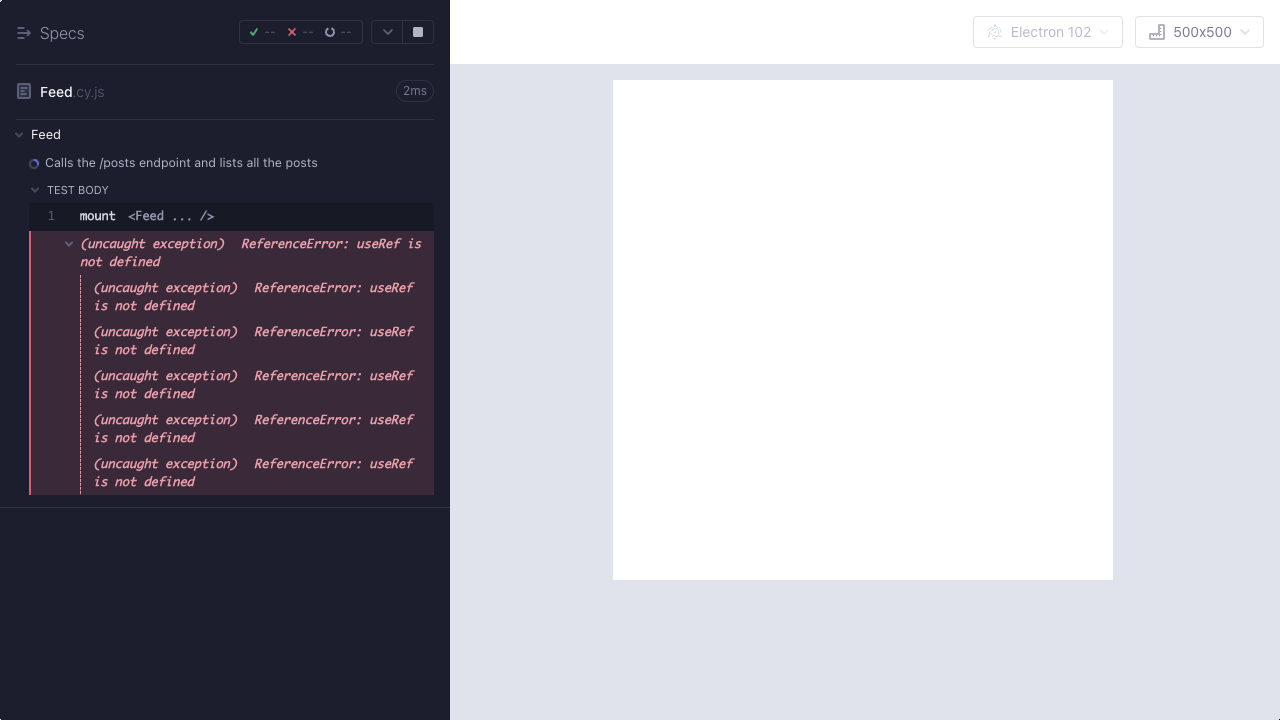 Specs
-- -- --
Feed.cy.js 2ms
Feed
Calls the /posts endpoint and lists all the posts
TEST BODY
1 mount <Feed ... />
(uncaught exception) ReferenceError: useRef is
not defined
(uncaught exception) ReferenceError: useRef
is not defined
(uncaught exception) ReferenceError: useRef
is not defined
(uncaught exception) ReferenceError: useRef
is not defined
(uncaught exception) ReferenceError: useRef
is not defined
(uncaught exception) ReferenceError: useRef
is not defined
Electron 102
500x500